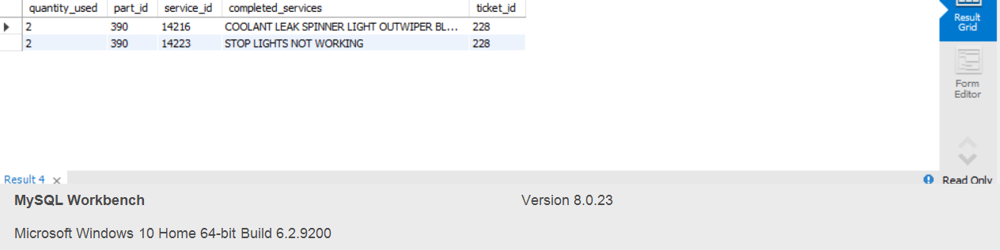 quantity_used part_id service_id completed_services ticket_id
2 390 14216 COOLANT LEAK SPINNER LIGHT OUTWIPER BL... 228
2 390 14223 STOP LIGHTS NOT WORKING 228
Result
Grid
Form
Editor
Result 4
Read Only
MySQL Workbench Version 8.0.23
Microsoft Windows 10 Home 64-bit Build 6.2.9200